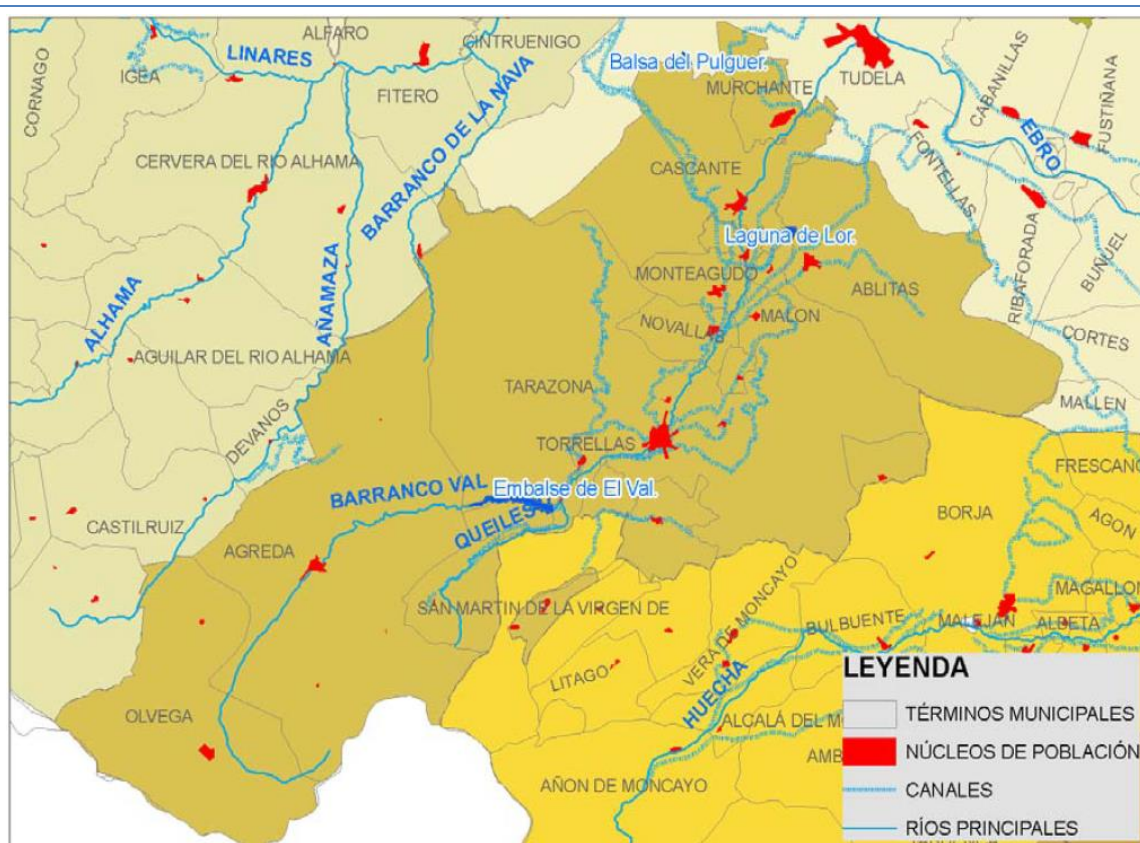 ALFARO
CINTRUENIGO
LINARES
IGEA
CORNAGO
FITERO
Balsa del Pulguer.
TUDELA
MURCHANTE
CABANILLAS
FUSTIÑANA
EBRO
CERVERA DEL RIO ALHAMA
BARRANCO DE LA NAVA
CASCANTE
FONTELLAS
Laguna de Lor.
RIBAFORADA
BUÑUEL
ALHAMA
AÑAMAZA
MONTEAGUDO
ABLITAS
NOVALLAS
MALON
CORTES
AGUILAR DEL RIO ALHAMA
TARAZONA
MALLEN
DEVANOS
TORRELLAS
FRESCANO
BARRANCO VAL
Embalse de El Val.
QUEILES
BORJA
AGON
CASTILRUIZ
AGREDA
MAGALLON
SAN MARTIN DE LA VIRGEN DE
VERA DE MONCAYO
BULBUENTE
MALEJAN
ALBETA
LITAGO
HUECHA
OLVEGA
ALCALÁ DEL MO
AMB
AÑON DE MONCAYO
LEYENDA
TÉRMINOS MUNICIPALES
NÚCLEOS DE POBLACIÓN
CANALES
RÍOS PRINCIPALES